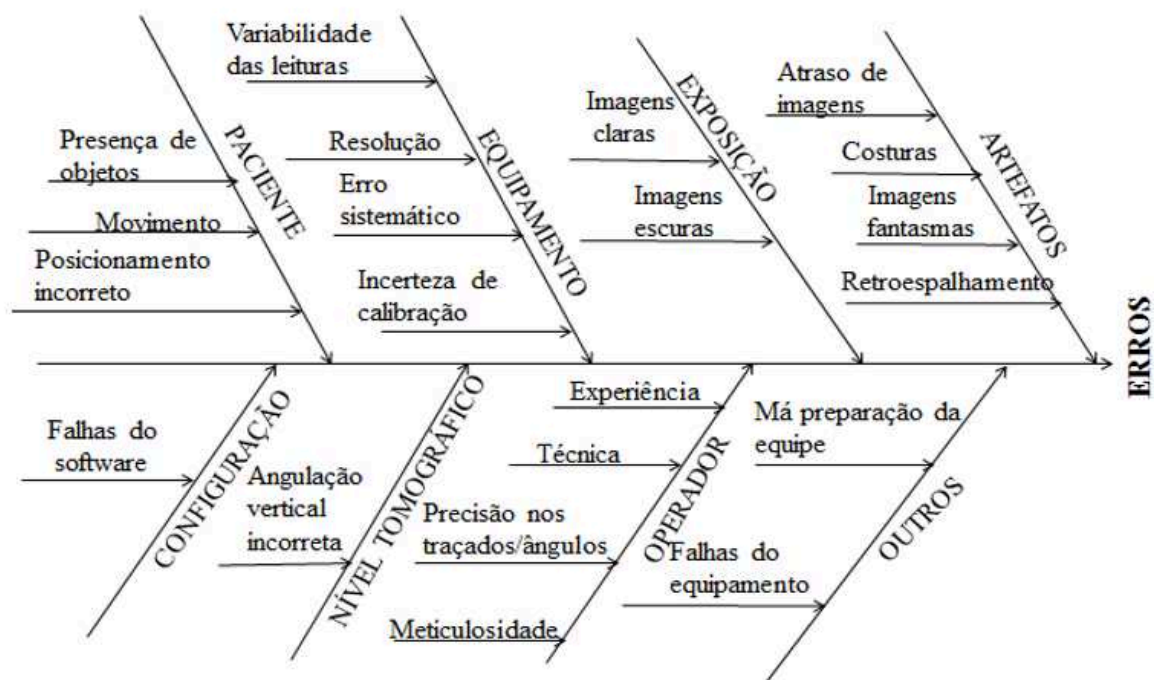 Variabilidade
das leituras
Presença de
objetos
Movimento
Posicionamento
incorreto
PACIENTE
Resolução
Erro
sistemático
Incerteza de
calibração
EQUIPAMENTO
Imagens
claras
Imagens
escuras
EXPOSIÇÃO
Atraso de
imagens
Costuras
Imagens
fantasmas
Retroespalhamento
ARTEFATOS
ERROS
Falhas do
software
CONFIGURAÇÃO
Angulação
vertical
incorreta
NÍVEL TOMOGRÁFICO
Experiência
Técnica
Precisão nos
traçados/ângulos
Meticulosidade
OPERADOR
Má preparação da
equipe
Falhas do
equipamento
OUTROS